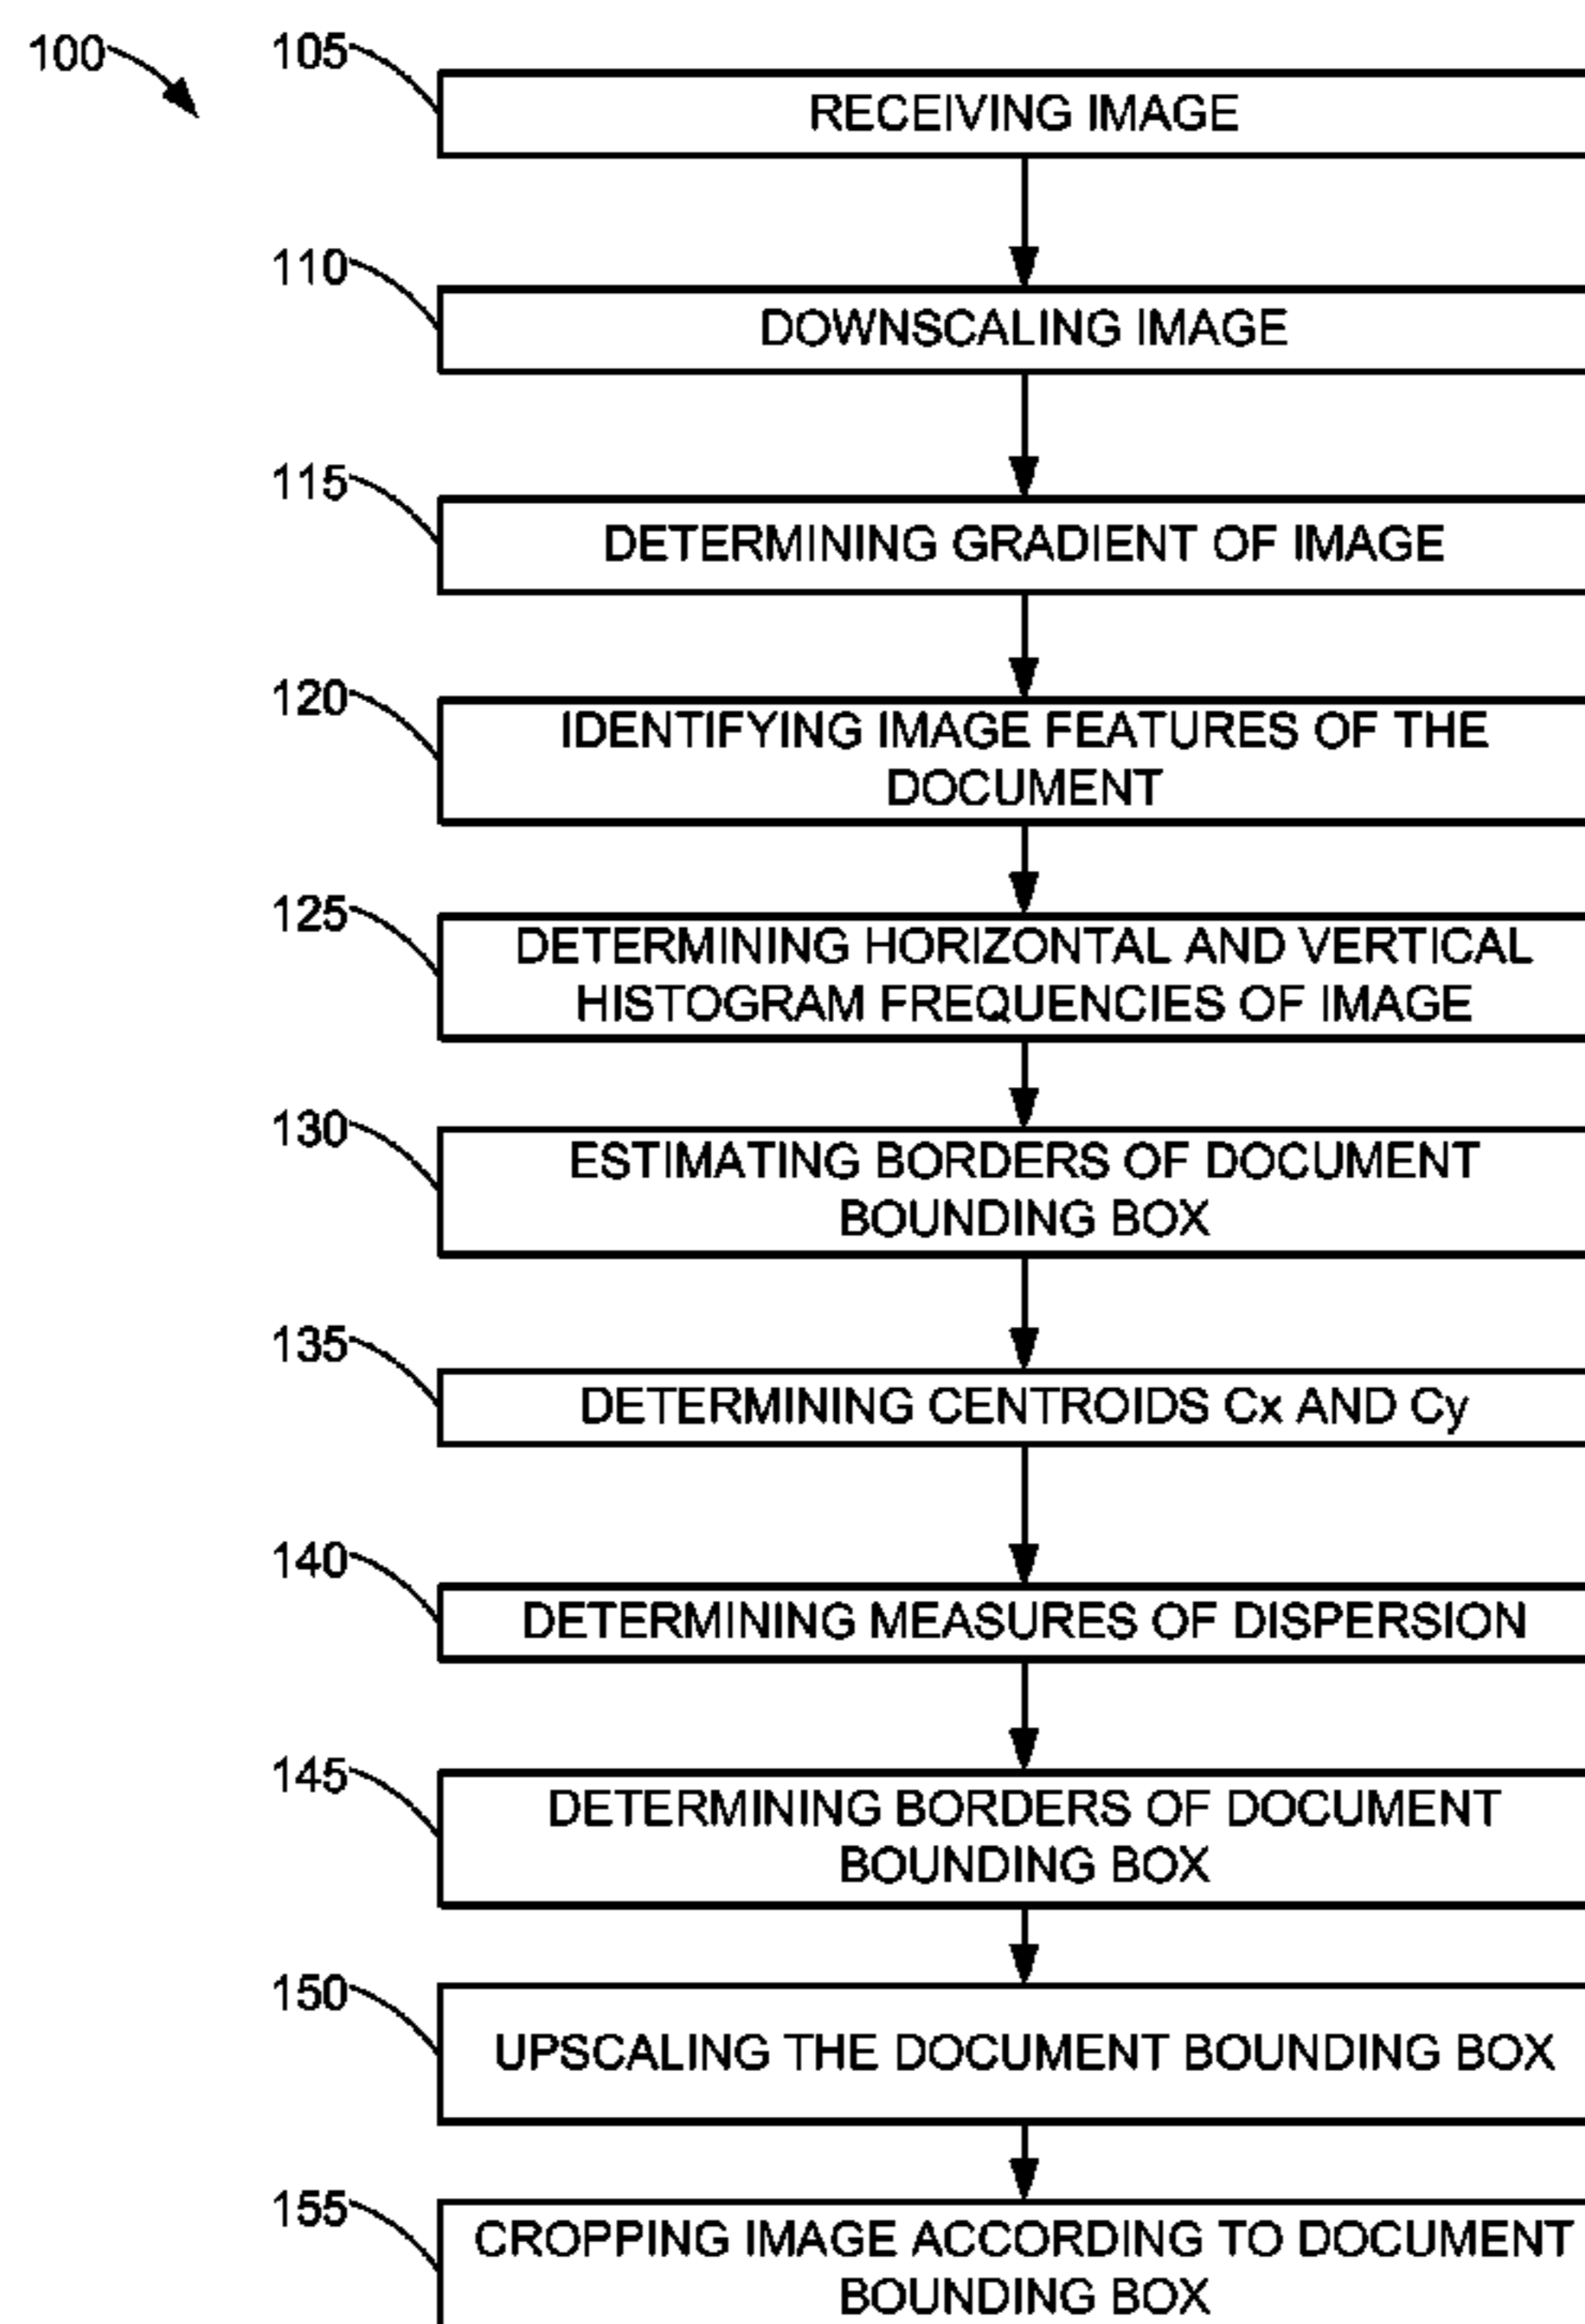 100
105
RECEIVING IMAGE
110
DOWNSCALING IMAGE
115
DETERMINING GRADIENT OF IMAGE
120
IDENTIFYING IMAGE FEATURES OF THE
DOCUMENT
125
DETERMINING HORIZONTAL AND VERTICAL
HISTOGRAM FREQUENCIES OF IMAGE
130
ESTIMATING BORDERS OF DOCUMENT
BOUNDING BOX
135
DETERMINING CENTROIDS Cx AND Cy
140
DETERMINING MEASURES OF DISPERSION
145
DETERMINING BORDERS OF DOCUMENT
BOUNDING BOX
150
UPSCALING THE DOCUMENT BOUNDING BOX
155
CROPPING IMAGE ACCORDING TO DOCUMENT
BOUNDING BOX